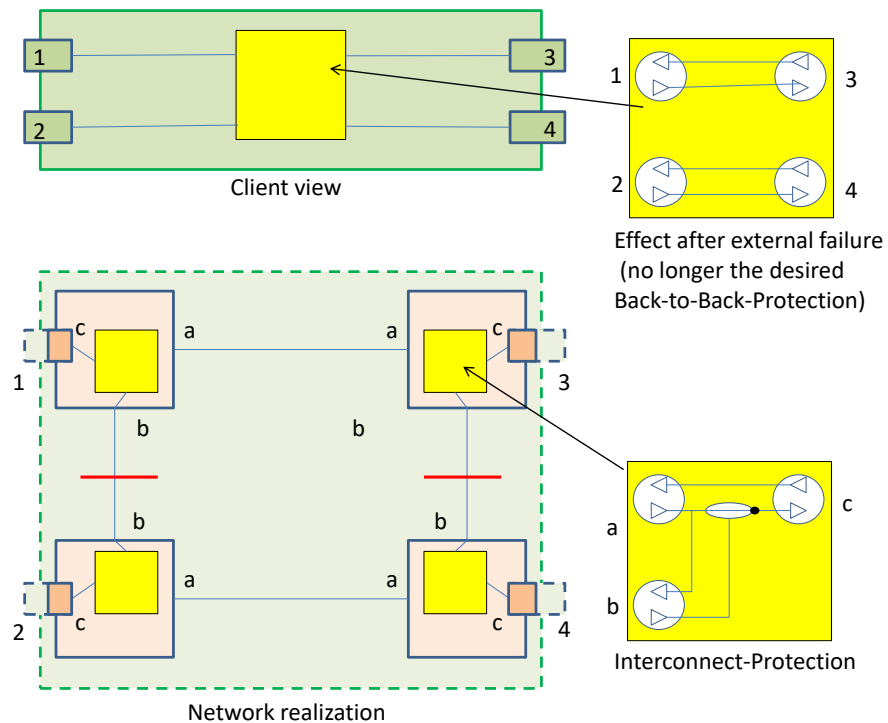 1
3
2
4
Client view
1
3
2
4
Effect after external failure
(no longer the desired
Back-to-Back-Protection)
c
a
a
c
1
3
b
b
b
b
a
a
c
c
2
4
Network realization
a
c
b
Interconnect-Protection